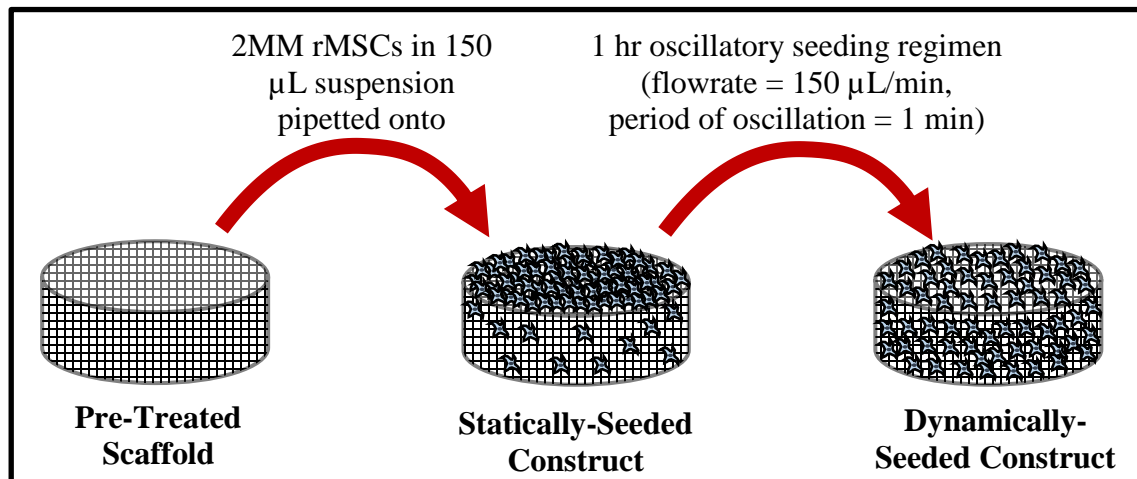 2MM rMSCs in 150
µL suspension
pipetted onto
1 hr oscillatory seeding regimen
(flowrate = 150 µL/min,
period of oscillation = 1 min)
Pre-Treated
Scaffold
Statically-Seeded
Construct
Dynamically-
Seeded Construct